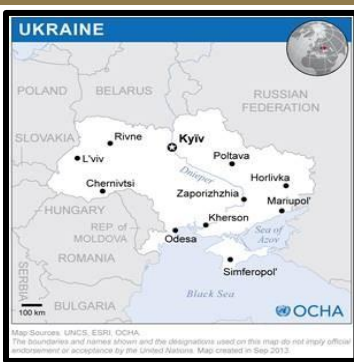 UKRAINE
POLAND
BELARUS
RUSSIAN
FEDERATION
SLOVAKIA
Rivne
Kyïv
L'viv
Poltava
Dnieper
Horlivka
Chernivtsi
Zaporizhzhia
Mariupol'
HUNGARY
REP of
MOLDOVA
Kherson
Odesa
Sea of
Azov
ROMANIA
Simferopol'
SERBIA
Black Sea
100 km
BULGARIA
OCHA
Map Sources: UNCS, ESRI, OCHA.
The boundaries and names shown and the designations used on this map do not imply official
endorsement or acceptance by the United Nations. Map created in Sep 2013.